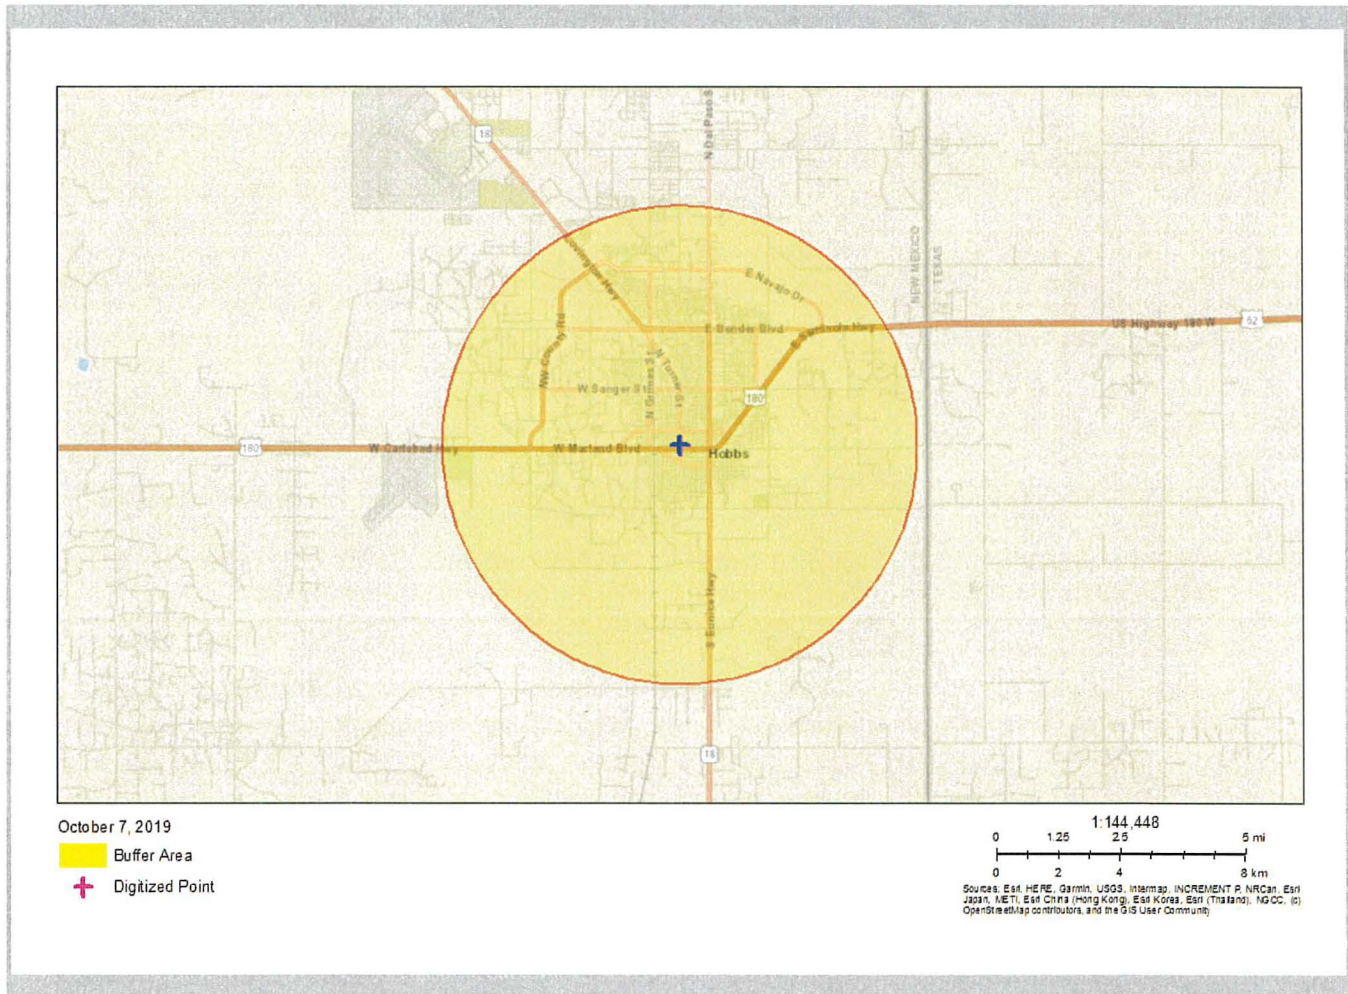 18
N Dal Paso S
NEW MEXICO
TEXAS
Lovington Hwy
E Navajo Dr
NW County Rd
E Bender Blvd
E Seminole Hwy
US Highway 180 W
62
N Turner St
N Grimes S
W Sanger St
180
180
W Carlsbad Hwy
W Marland Blvd
Hobbs
S Eunice Hwy
18
October 7, 2019
Buffer Area
Digitized Point
1:144,448
0 1.25 2.5 5 mi
0 2 4 8 km
Sources: Esri, HERE, Garmin, USGS, Intermap, INCREMENT P, NRCan, Esri
Japan, METI, Esri China (Hong Kong), Esri Korea, Esri (Thailand), NGCC, (c)
OpenStreetMap contributors, and the GIS User Community